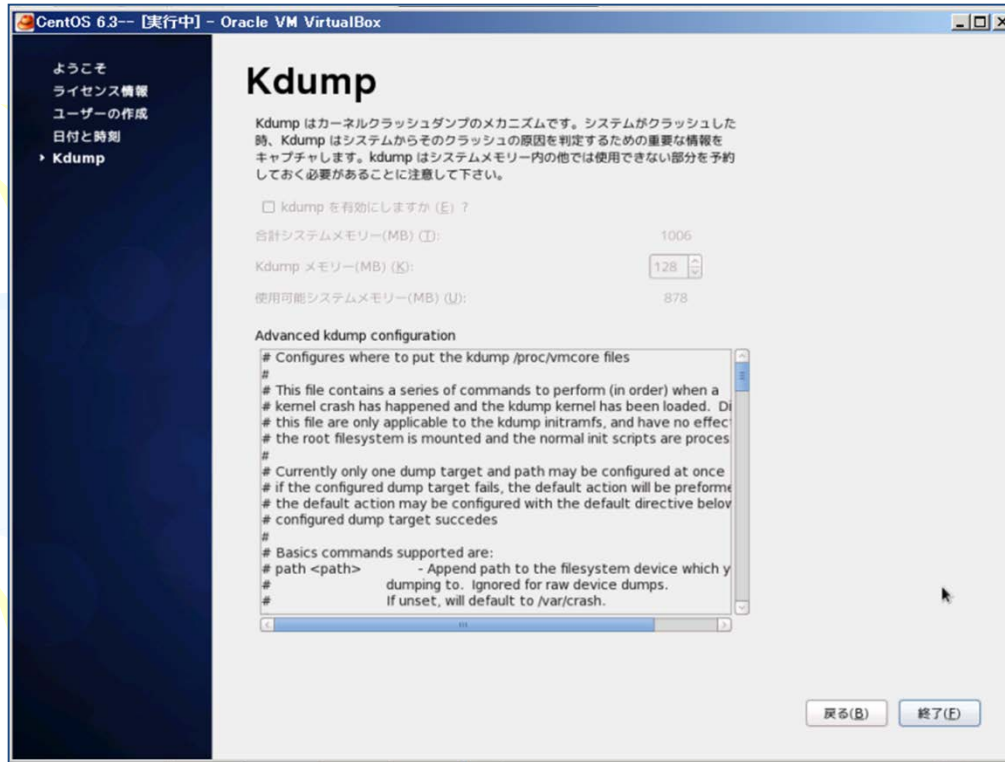 CentOS 6.3-- [実行中] - Oracle VM VirtualBox
ようこそ
ライセンス情報
ユーザーの作成
日付と時刻
Kdump
Kdump
Kdump はカーネルクラッシュダンプのメカニズムです。システムがクラッシュした
時、Kdump はシステムからそのクラッシュの原因を判定するための重要な情報を
キャプチャします。kdump はシステムメモリー内の他では使用できない部分を予約
しておく必要があることに注意して下さい。
kdump を有効にしますか (E) ?
合計システムメモリー(MB) (T): 1006
Kdump メモリー(MB) (K): 128
使用可能システムメモリー(MB) (U): 878
Advanced kdump configuration
# Configures where to put the kdump /proc/vmcore files
#
# This file contains a series of commands to perform (in order) when a
# kernel crash has happened and the kdump kernel has been loaded. Di
# this file are only applicable to the kdump initramfs, and have no effec
# the root filesystem is mounted and the normal init scripts are proces
#
# Currently only one dump target and path may be configured at once
# if the configured dump target fails, the default action will be preforme
# the default action may be configured with the default directive below
# configured dump target succedes
#
# Basics commands supported are:
# path <path> - Append path to the filesystem device which y
# dumping to. Ignored for raw device dumps.
# If unset, will default to /var/crash.
戻る(B) 終了(F)